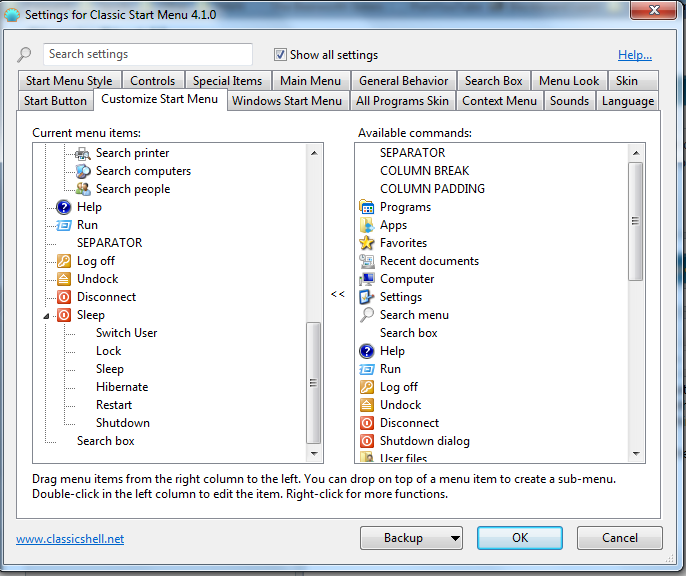 Settings for Classic Start Menu 4.1.0
Search settings
Show all settings
Help...
Start Menu Style
Controls
Special Items
Main Menu
General Behavior
Search Box
Menu Look
Skin
Start Button
Customize Start Menu
Windows Start Menu
All Programs Skin
Context Menu
Sounds
Language
Current menu items:
Search printer
Search computers
Search people
Help
Run
SEPARATOR
Log off
Undock
Disconnect
Sleep
Switch User
Lock
Sleep
Hibernate
Restart
Shutdown
Search box
<<
Available commands:
SEPARATOR
COLUMN BREAK
COLUMN PADDING
Programs
Apps
Favorites
Recent documents
Computer
Settings
Search menu
Search box
Help
Run
Log off
Undock
Disconnect
Shutdown dialog
User files
Drag menu items from the right column to the left. You can drop on top of a menu item to create a sub-menu.
Double-click in the left column to edit the item. Right-click for more functions.
www.classicshell.net
Backup
OK
Cancel